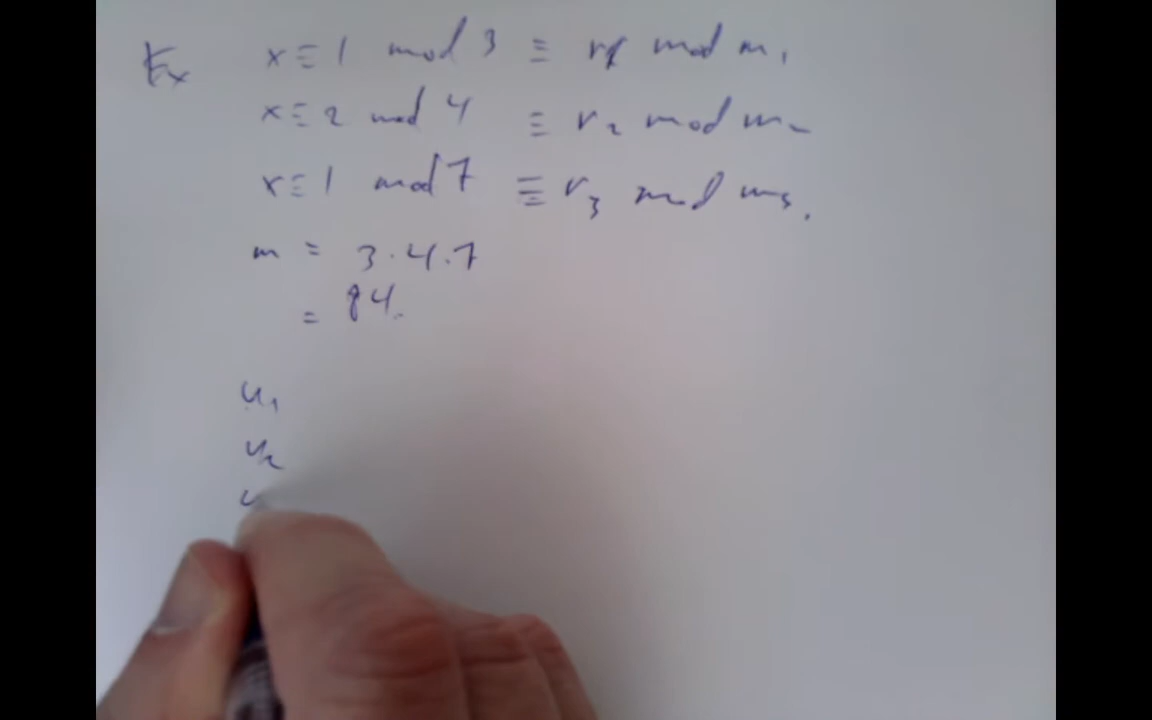 Ex x ≡ 1 mod 3 ≡ r1 mod m1
x ≡ 2 mod 4 ≡ r2 mod m2
x ≡ 1 mod 7 ≡ r3 mod m3.
m = 3·4·7
= 84.
u1
u2
u